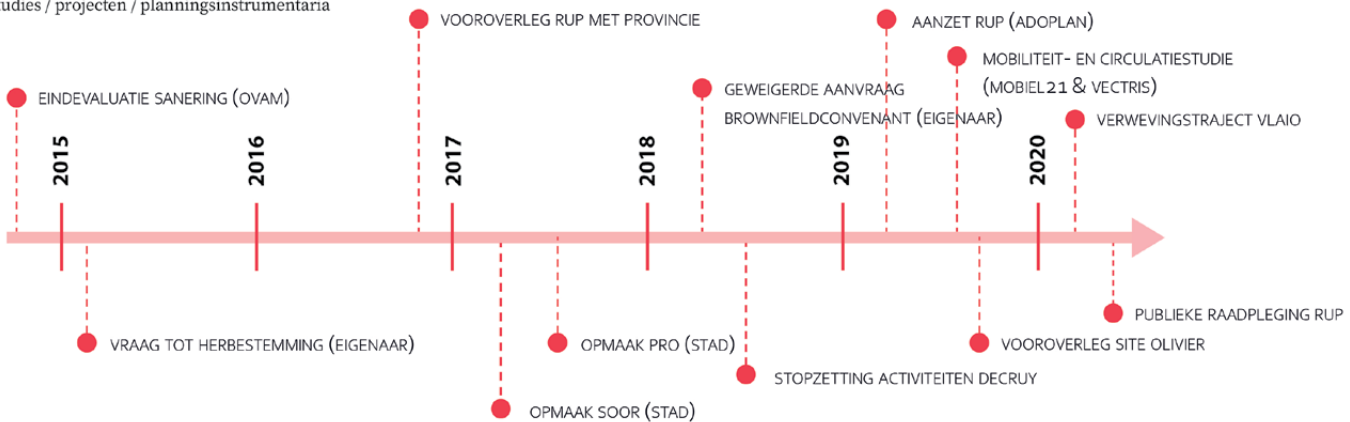 tudies / projecten / planningsinstrumentaria
VOOROVERLEG RUP MET PROVINCIE
AANZET RUP (ADOPLAN)
MOBILITEIT- EN CIRCULATIESTUDIE
(MOBIEL21 & VECTRIS)
EINDEVALUATIE SANERING (OVAM)
GEWEIGERDE AANVRAAG
BROWNFIELDCONVENANT (EIGENAAR)
VERWEVINGSTRAJECT VLAIO
2015
2016
2017
2018
2019
2020
PUBLIEKE RAADPLEGING RUP
VRAAG TOT HERBESTEMMING (EIGENAAR)
OPMAAK PRO (STAD)
VOOROVERLEG SITE OLIVIER
STOPZETTING ACTIVITEITEN DECRUY
OPMAAK SOOR (STAD)